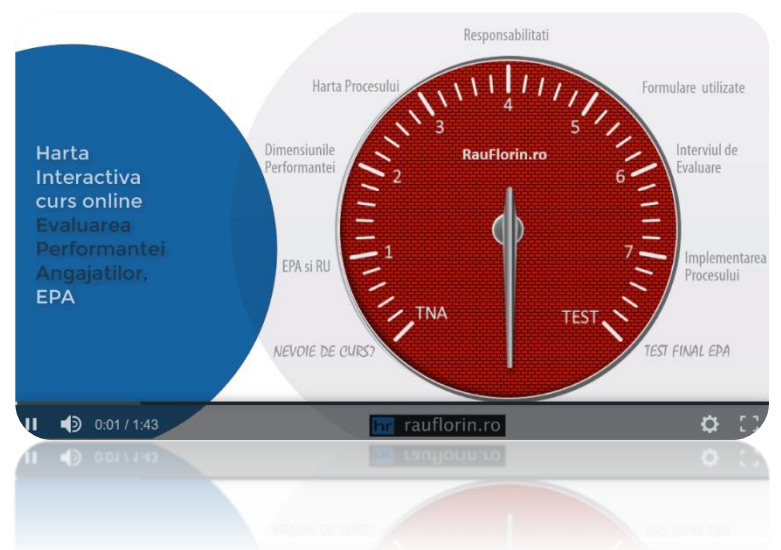 Harta
Interactiva
curs online
Evaluarea
Performantei
Angajatilor,
EPA
Responsabilitati
Harta Procesului
Formulare utilizate
Dimensiunile
Performantei
Interviul de
Evaluare
EPA si RU
Implementarea
Procesului
NEVOIE DE CURS?
TEST FINAL EPA
RauFlorin.ro
TNA
1
2
3
4
5
6
7
TEST
0:01 / 1:43
hr rauflorin.ro